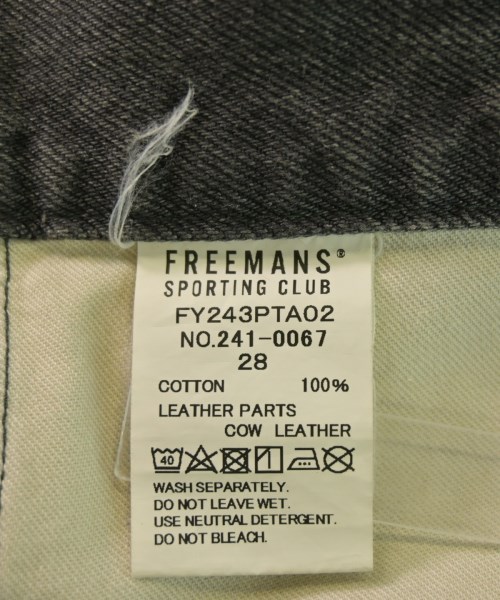 FREEMANS®
SPORTING CLUB
FY243PTA02
NO.241-0067
28
COTTON 100%
LEATHER PARTS
COW LEATHER
40
WASH SEPARATELY.
DO NOT LEAVE WET.
USE NEUTRAL DETERGENT.
DO NOT BLEACH.